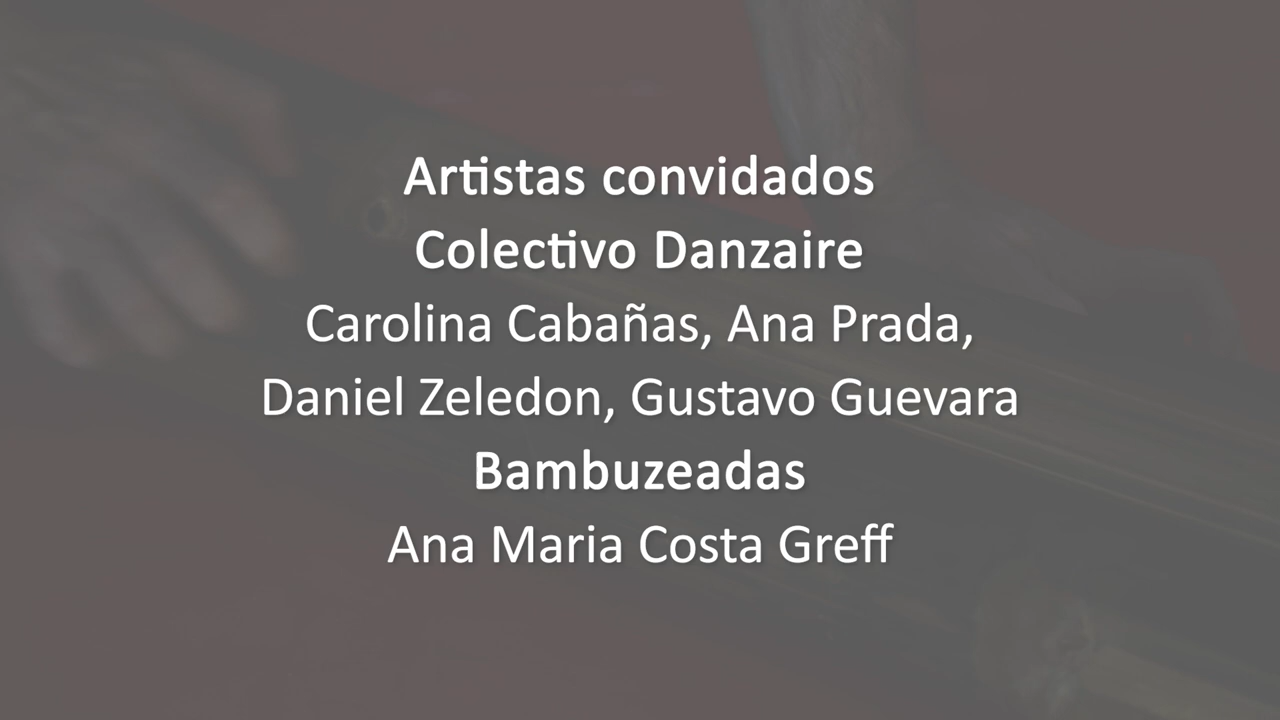 Artistas convidados
Colectivo Danzaire
Carolina Cabañas, Ana Prada,
Daniel Zeledon, Gustavo Guevara
Bambuzeadas
Ana Maria Costa Greff